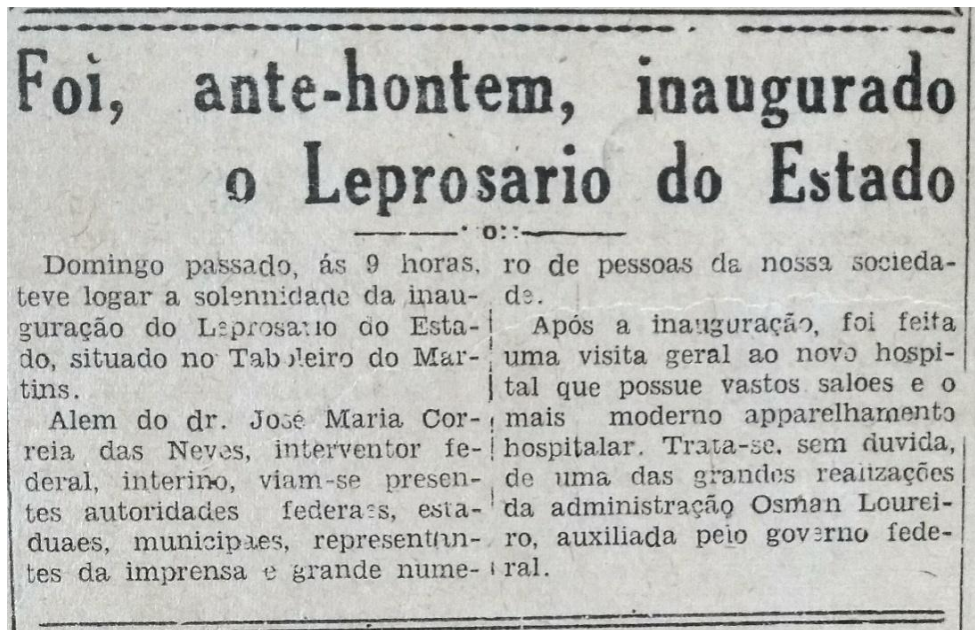 Foi, ante-hontem, inaugurado
o Leprosario do Estado
Domingo passado, ás 9 horas,
teve logar a solennidade da inau-
guração do Leprosario do Esta-
do, situado no Taboleiro do Mar-
tins.
Alem do dr. José Maria Cor-
reia das Neves, interventor fe-
deral, interino, viam-se presen-
tes autoridades federaes, esta-
duaes, municipaes, representan-
tes da imprensa e grande nume-
ro de pessoas da nossa socieda-
de.
Após a inauguração, foi feita
uma visita geral ao novo hospi-
tal que possue vastos saloes e o
mais moderno apparelhamento
hospitalar. Trata-se, sem duvida,
de uma das grandes realizações
da administração Osman Lourei-
ro, auxiliada pelo governo fede-
ral.